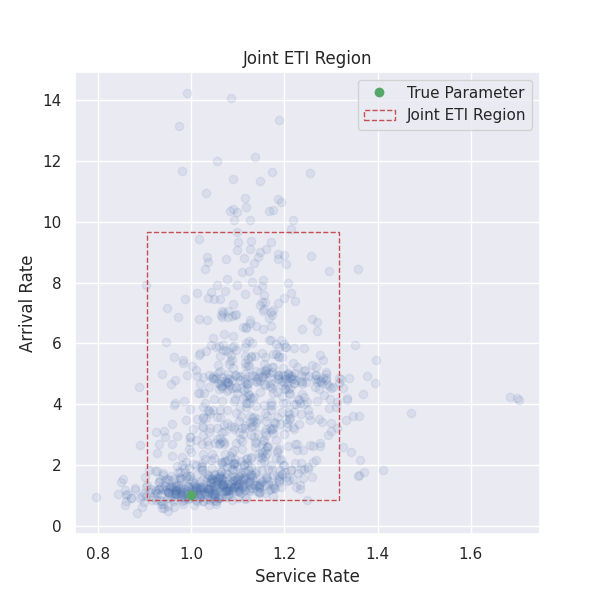 Joint ETI Region
True Parameter
Joint ETI Region
Arrival Rate
14
12
10
8
6
4
2
0
0.8 1.0 1.2 1.4 1.6
Service Rate